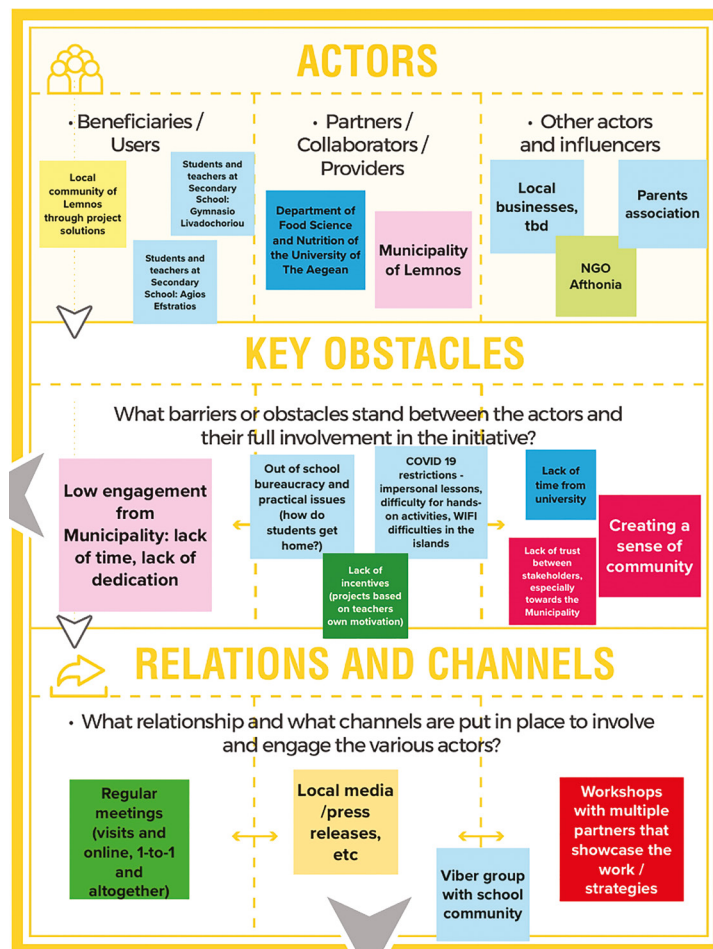 ACTORS
• Beneficiaries /
Users
Local
community of
Lemnos
through project
solutions
Students and
teachers at
Secondary
School:
Gymnasio
Livadochoriou
Students and
teachers at
Secondary
School: Agios
Efstratios
• Partners /
Collaborators /
Providers
Department of
Food Science
and Nutrition of
the University of
The Aegean
Municipality
of Lemnos
• Other actors
and influencers
Local
businesses,
tbd
Parents
association
NGO
Afthonia
KEY OBSTACLES
What barriers or obstacles stand between the actors and
their full involvement in the initiative?
Low engagement
from
Municipality: lack
of time, lack of
dedication
Out of school
bureaucracy and
practical issues
(how do
students get
home?)
COVID 19
restrictions -
impersonal lessons,
difficulty for hands-
on activities, WIFI
difficulties in the
islands
Lack of
incentives
(projects based
on teachers
own motivation)
Lack of
time from
university
Creating a
sense of
community
Lack of trust
between
stakeholders,
especially
towards the
Municipality
RELATIONS AND CHANNELS
• What relationship and what channels are put in place to involve
and engage the various actors?
Regular
meetings
(visits and
online, 1-to-1
and
altogether)
Local media
/press
releases,
etc
Viber group
with school
community
Workshops
with multiple
partners that
showcase the
work /
strategies